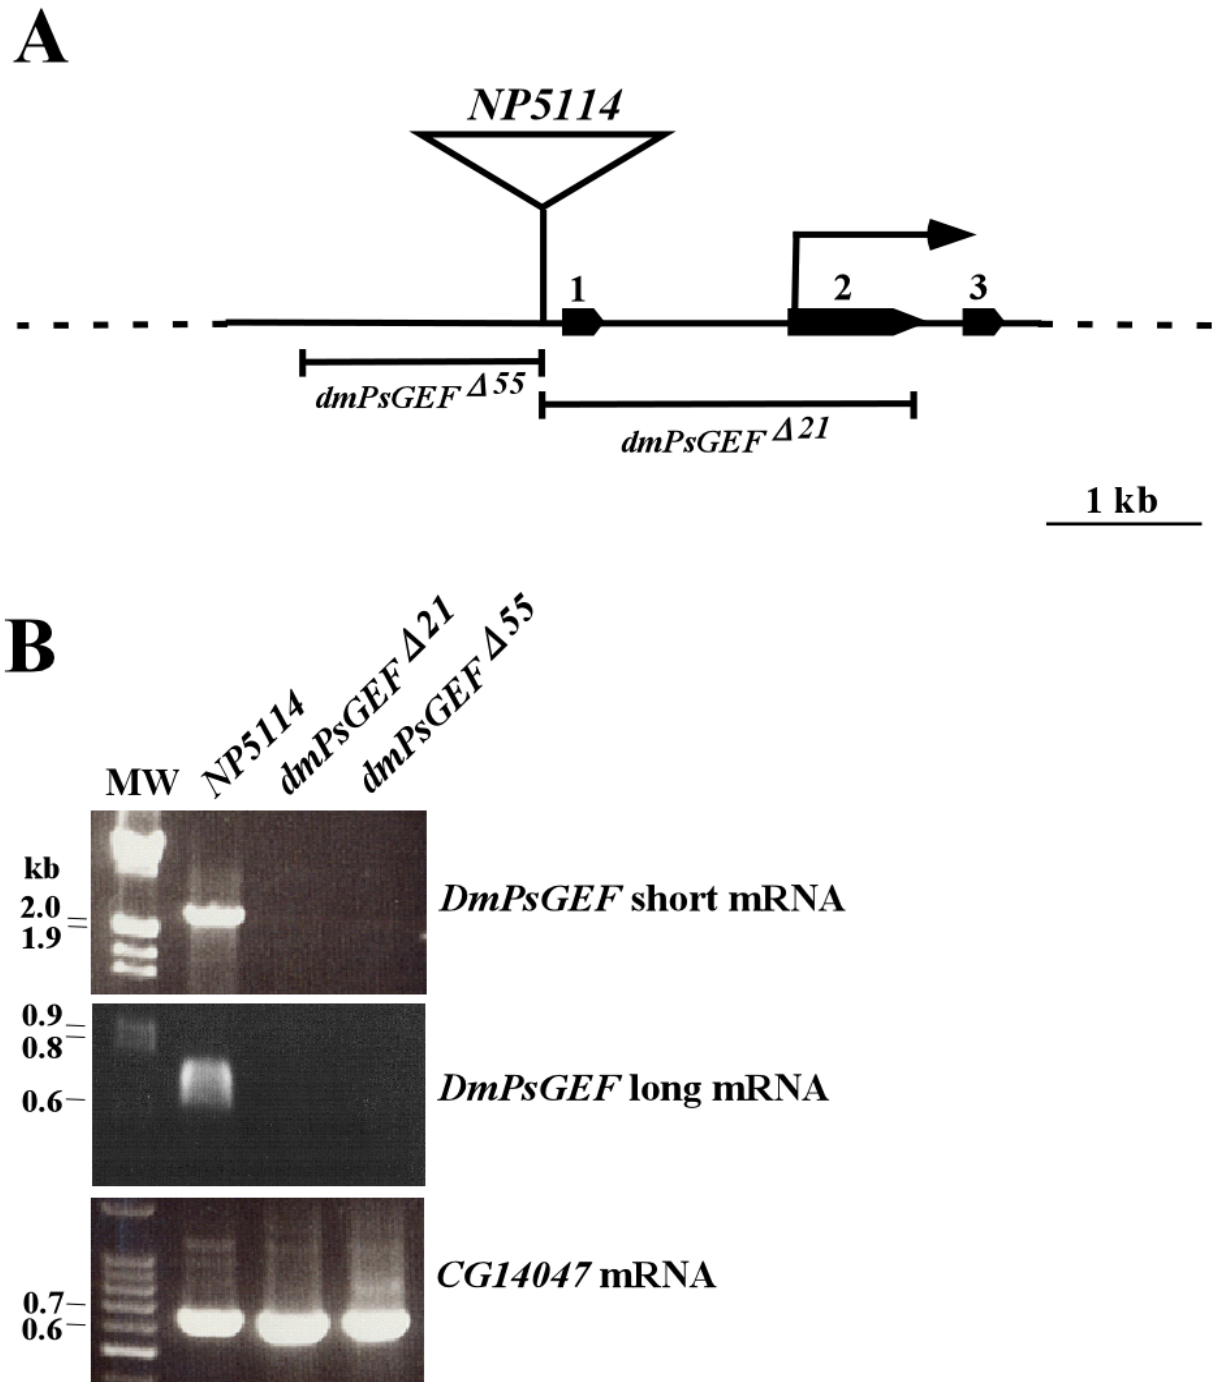 A
NP5114
1
2
3
dmPsGEF Δ55
dmPsGEF Δ21
1 kb
B
MW
NP5114
dmPsGEF Δ21
dmPsGEF Δ55
kb
2.0
1.9
DmPsGEF short mRNA
0.9
0.8
0.6
DmPsGEF long mRNA
CG14047 mRNA
0.7
0.6